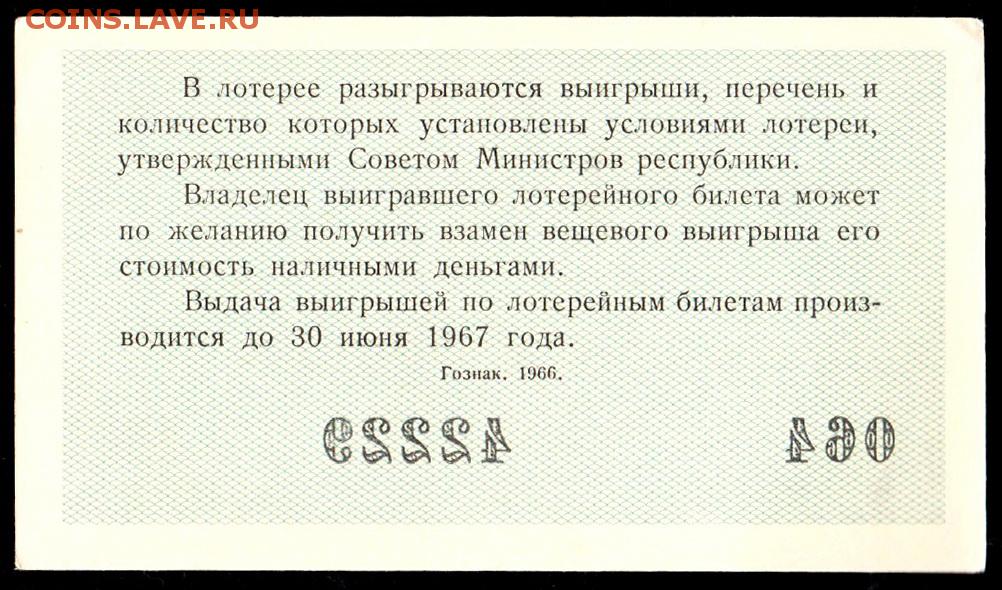 COINS.LAVE.RU
В лотерее разыгрываются выигрыши, перечень и
количество которых установлены условиями лотереи,
утвержденными Советом Министров республики.
Владелец выигравшего лотерейного билета может
по желанию получить взамен вещевого выигрыша его
стоимость наличными деньгами.
Выдача выигрышей по лотерейным билетам произ-
водится до 30 июня 1967 года.
Гознак. 1966.
064 42229